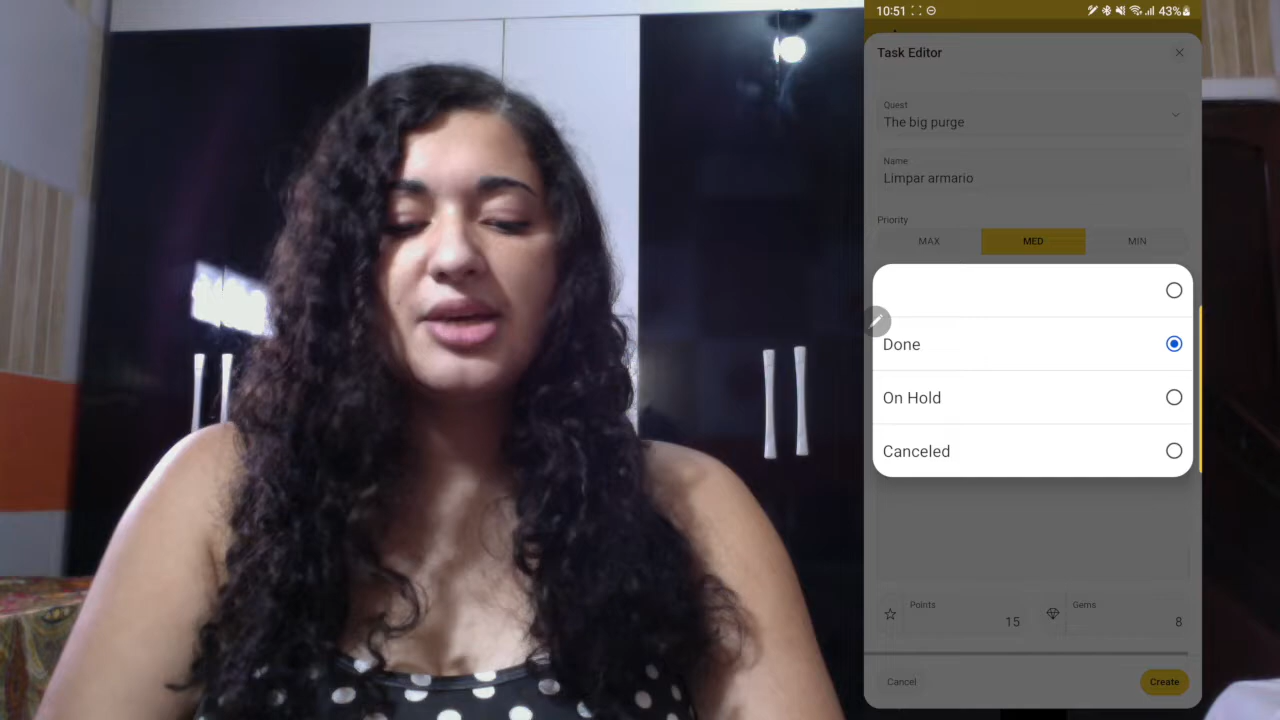 10:51
43%
Task Editor
Quest
The big purge
Name
Limpar armario
Priority
MAX MED MIN
Done
On Hold
Canceled
Points
15
Gems
8
Cancel
Create